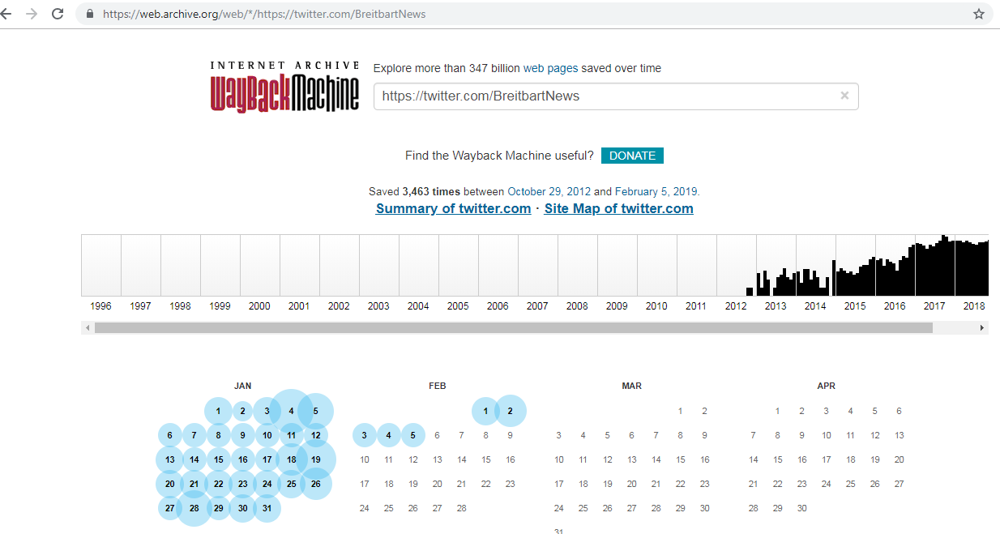 https://web.archive.org/web/*/https://twitter.com/BreitbartNews
INTERNET ARCHIVE
WayBackMachine
Explore more than 347 billion web pages saved over time
https://twitter.com/BreitbartNews ×
Find the Wayback Machine useful? DONATE
Saved 3,463 times between October 29, 2012 and February 5, 2019.
Summary of twitter.com · Site Map of twitter.com
1996 1997 1998 1999 2000 2001 2002 2003 2004 2005 2006 2007 2008 2009 2010 2011 2012 2013 2014 2015 2016 2017 2018
JAN
1 2 3 4 5
6 7 8 9 10 11 12
13 14 15 16 17 18 19
20 21 22 23 24 25 26
27 28 29 30 31
FEB
1 2
3 4 5 6 7 8 9
10 11 12 13 14 15 16
17 18 19 20 21 22 23
24 25 26 27 28
MAR
1 2
3 4 5 6 7 8 9
10 11 12 13 14 15 16
17 18 19 20 21 22 23
24 25 26 27 28 29 30
31
APR
1 2 3 4 5 6
7 8 9 10 11 12 13
14 15 16 17 18 19 20
21 22 23 24 25 26 27
28 29 30